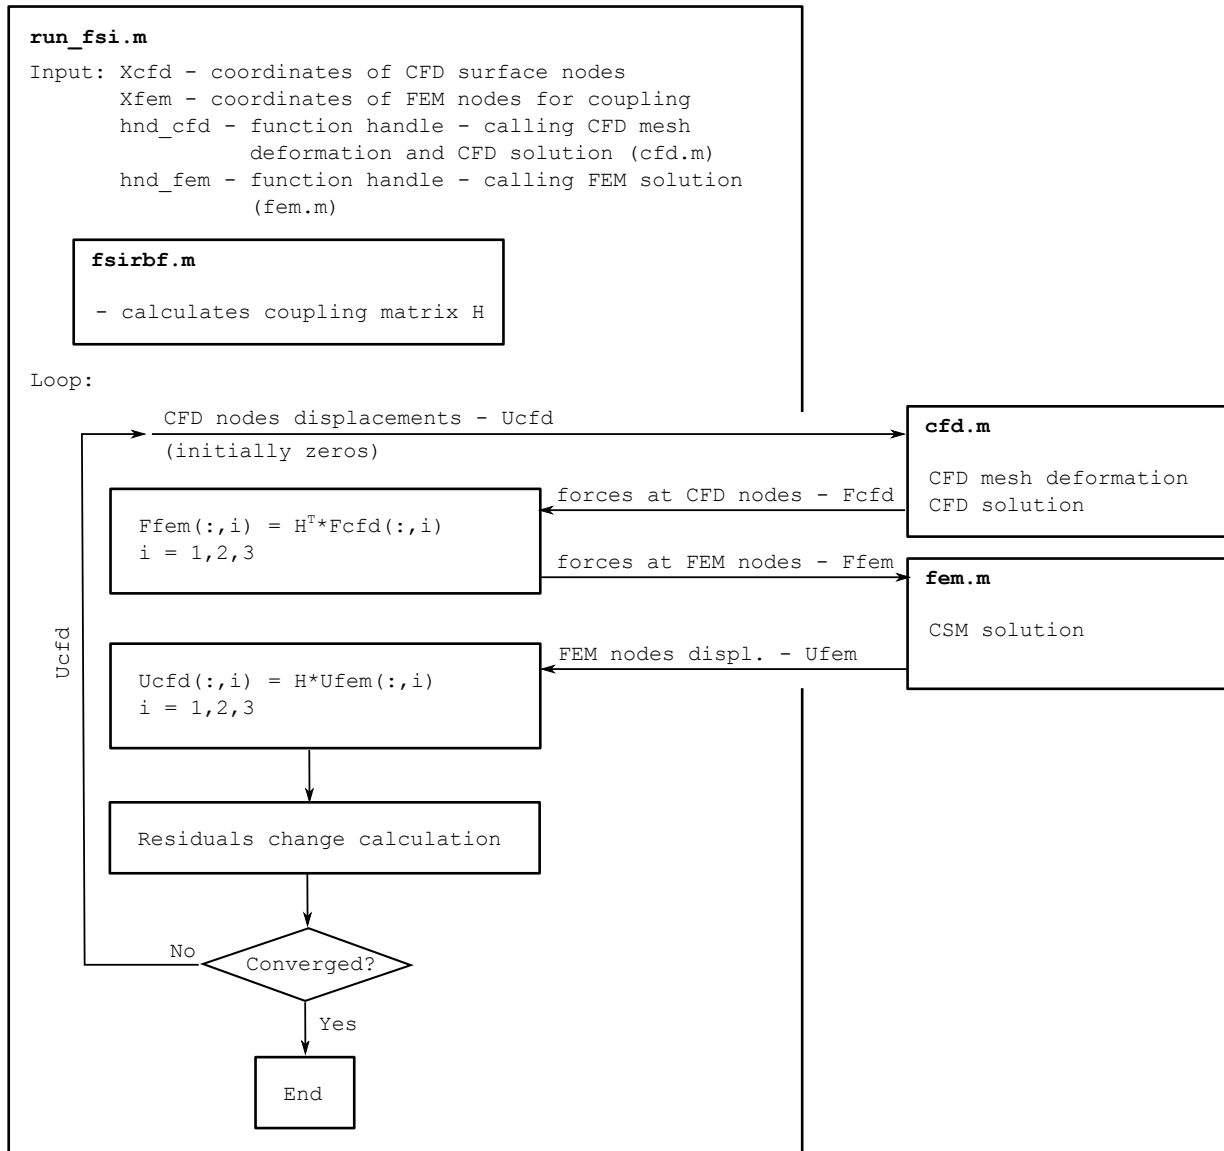 run_fsi.m
Input: Xcfd - coordinates of CFD surface nodes
Xfem - coordinates of FEM nodes for coupling
hnd_cfd - function handle - calling CFD mesh
deformation and CFD solution (cfd.m)
hnd_fem - function handle - calling FEM solution
(fem.m)
fsirbf.m
- calculates coupling matrix H
Loop:
CFD nodes displacements - Ucfd
(initially zeros)
cfd.m
CFD mesh deformation
CFD solution
forces at CFD nodes - Fcfd
Ffem(:,i) = Hᵀ*Fcfd(:,i)
i = 1,2,3
forces at FEM nodes - Ffem
fem.m
CSM solution
Ucfd
FEM nodes displ. - Ufem
Ucfd(:,i) = H*Ufem(:,i)
i = 1,2,3
Residuals change calculation
No
Converged?
Yes
End